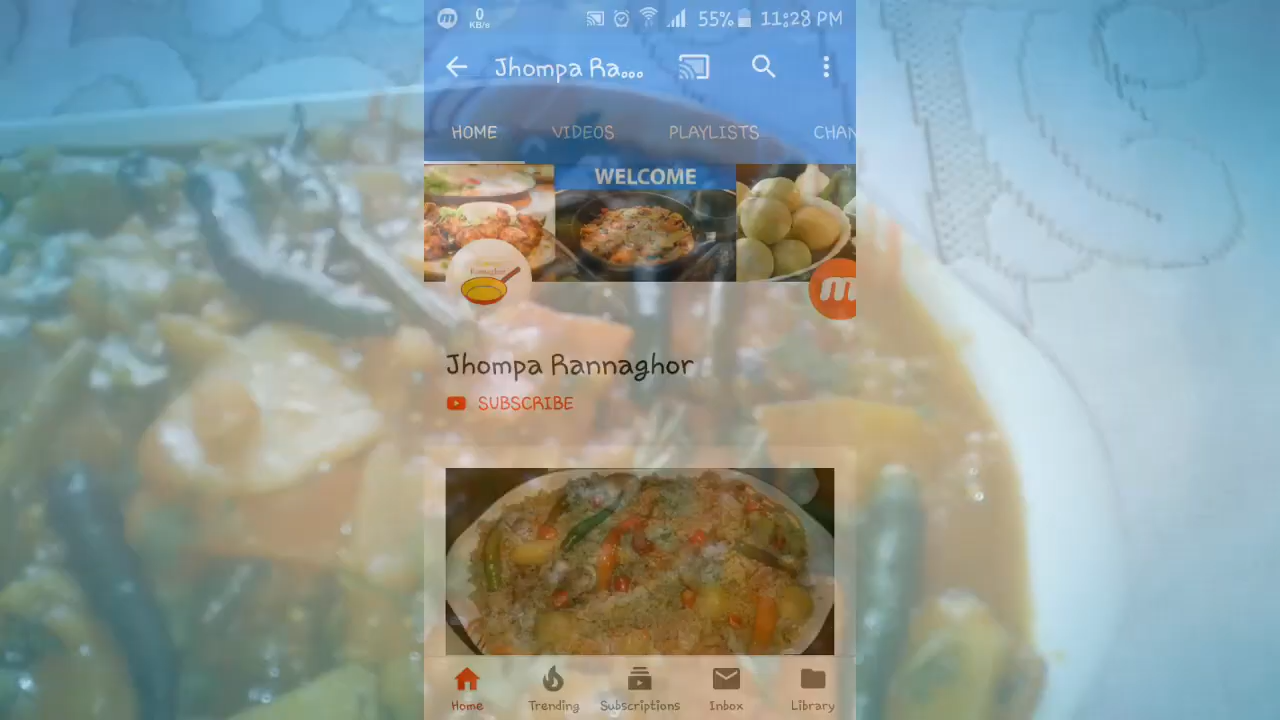 0
KB/s
55%
11:28 PM
Jhompa Ra...
HOME
VIDEOS
PLAYLISTS
CHAN
WELCOME
Rannaghor
Jhompa Rannaghor
SUBSCRIBE
Home
Trending
Subscriptions
Inbox
Library